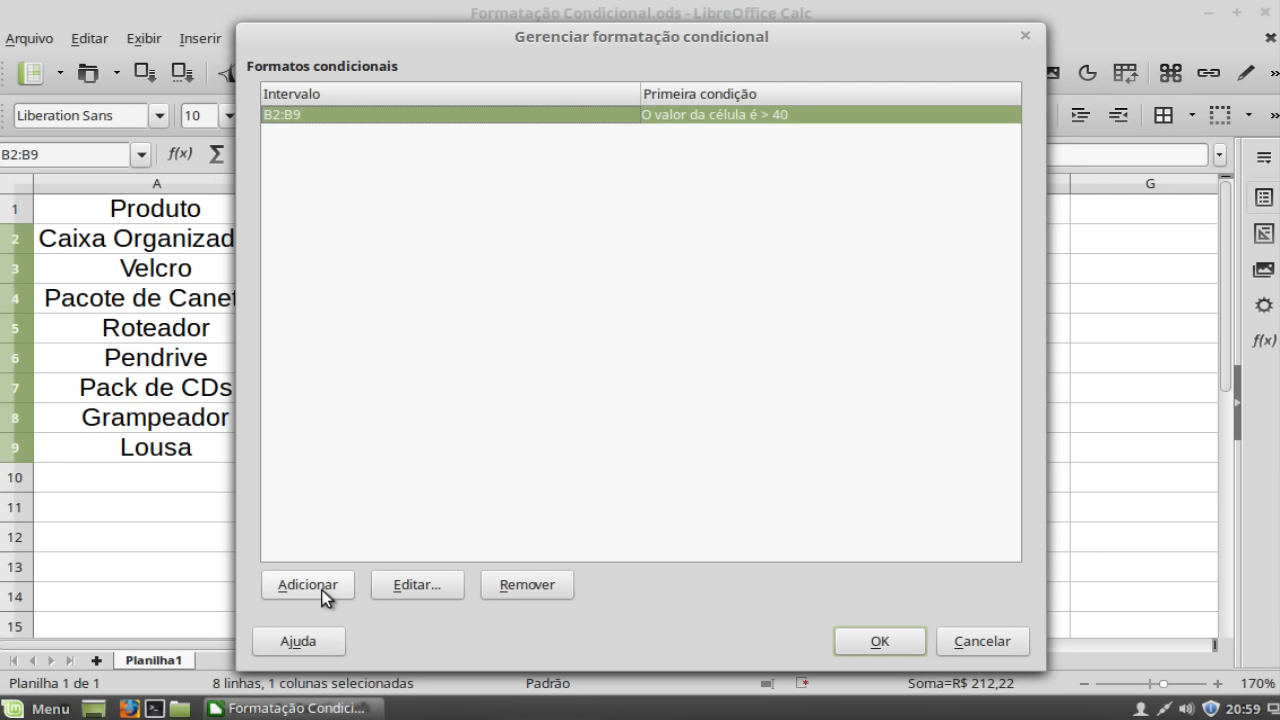 Formatação Condicional.ods - LibreOffice Calc
Arquivo Editar Exibir Inserir
Gerenciar formatação condicional
Formatos condicionais
Intervalo Primeira condição
B2:B9 O valor da célula é > 40
Liberation Sans 10
B2:B9 f(x) Σ
A G
1 Produto
2 Caixa Organizad
3 Velcro
4 Pacote de Canet
5 Roteador
6 Pendrive
7 Pack de CDs
8 Grampeador
9 Lousa
10
11
12
13
14
15
f(x)
Adicionar Editar... Remover
Ajuda OK Cancelar
Planilha1
Planilha 1 de 1 8 linhas, 1 colunas selecionadas Padrão Soma=R$ 212,22 170%
Menu Formatação Condici... 20:59